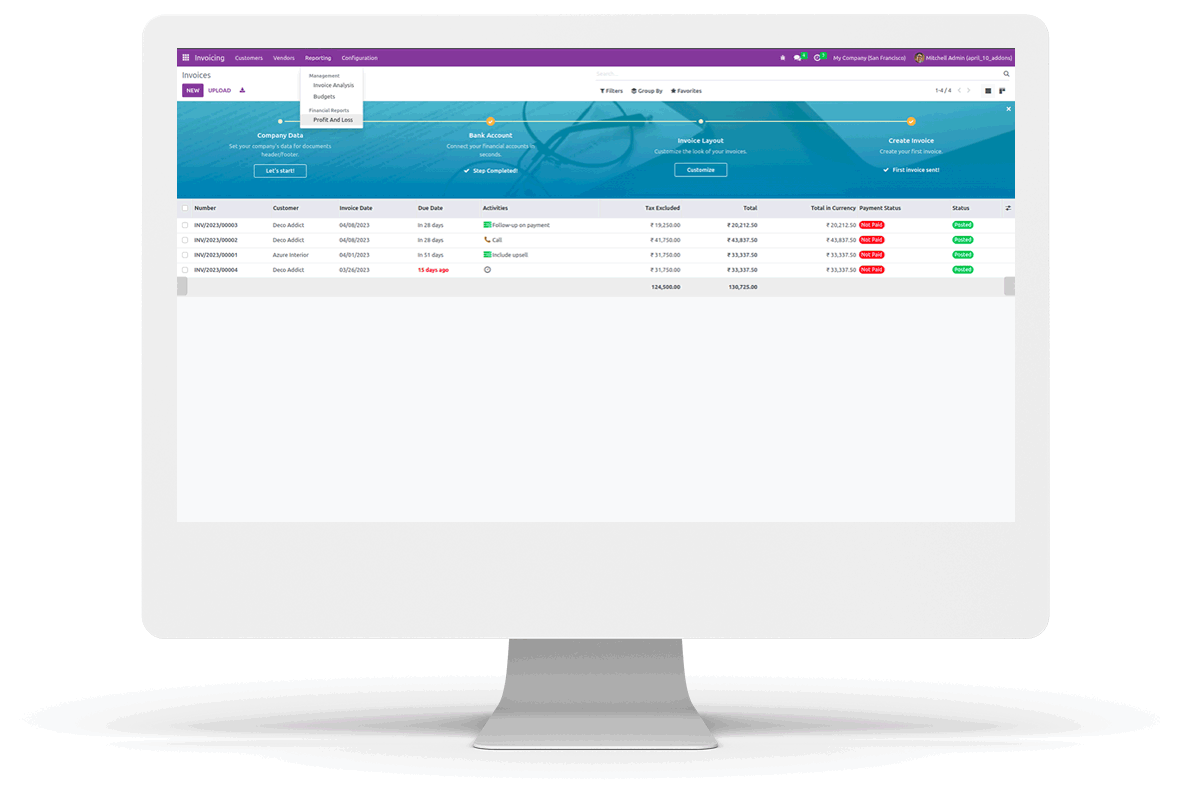 Invoicing Customers Vendors Reporting Configuration My Company (San Francisco) Mitchell Admin (april_10_addons)
Invoices Search...
NEW UPLOAD Filters Group By Favorites 1-4 / 4
Management
Invoice Analysis
Budgets
Financial Reports
Profit And Loss
Company Data
Set your company's data for documents
header/footer.
Let's start!
Bank Account
Connect your financial accounts in
seconds.
Step Completed!
Invoice Layout
Customize the look of your invoices.
Customize
Create Invoice
Create your first invoice.
First invoice sent!
Number Customer Invoice Date Due Date Activities Tax Excluded Total Total in Currency Payment Status Status
INV/2023/00003 Deco Addict 04/08/2023 In 28 days Follow-up on payment ₹ 19,250.00 ₹ 20,212.50 ₹ 20,212.50 Not Paid Posted
INV/2023/00002 Deco Addict 04/08/2023 In 28 days Call ₹ 41,750.00 ₹ 43,837.50 ₹ 43,837.50 Not Paid Posted
INV/2023/00001 Azure Interior 04/01/2023 In 51 days Include upsell ₹ 31,750.00 ₹ 33,337.50 ₹ 33,337.50 Not Paid Posted
INV/2023/00004 Deco Addict 03/26/2023 15 days ago ₹ 31,750.00 ₹ 33,337.50 ₹ 33,337.50 Not Paid Posted
124,500.00 130,725.00